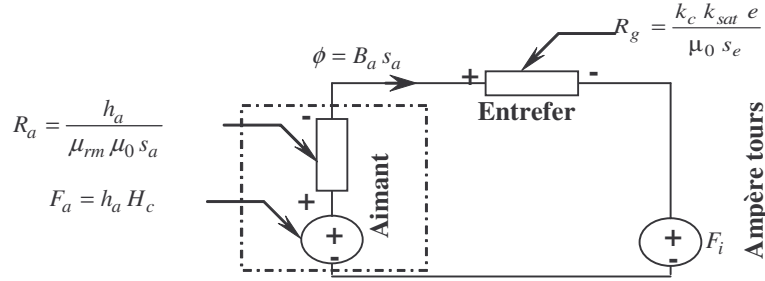 R_g = \frac{k_c k_{sat} e}{\mu_0 s_e}
\phi = B_a s_a
+ -
Entrefer
R_a = \frac{h_a}{\mu_{rm} \mu_0 s_a}
-
F_a = h_a H_c
+
Aimant
+
-
+
-
F_i
Ampère tours